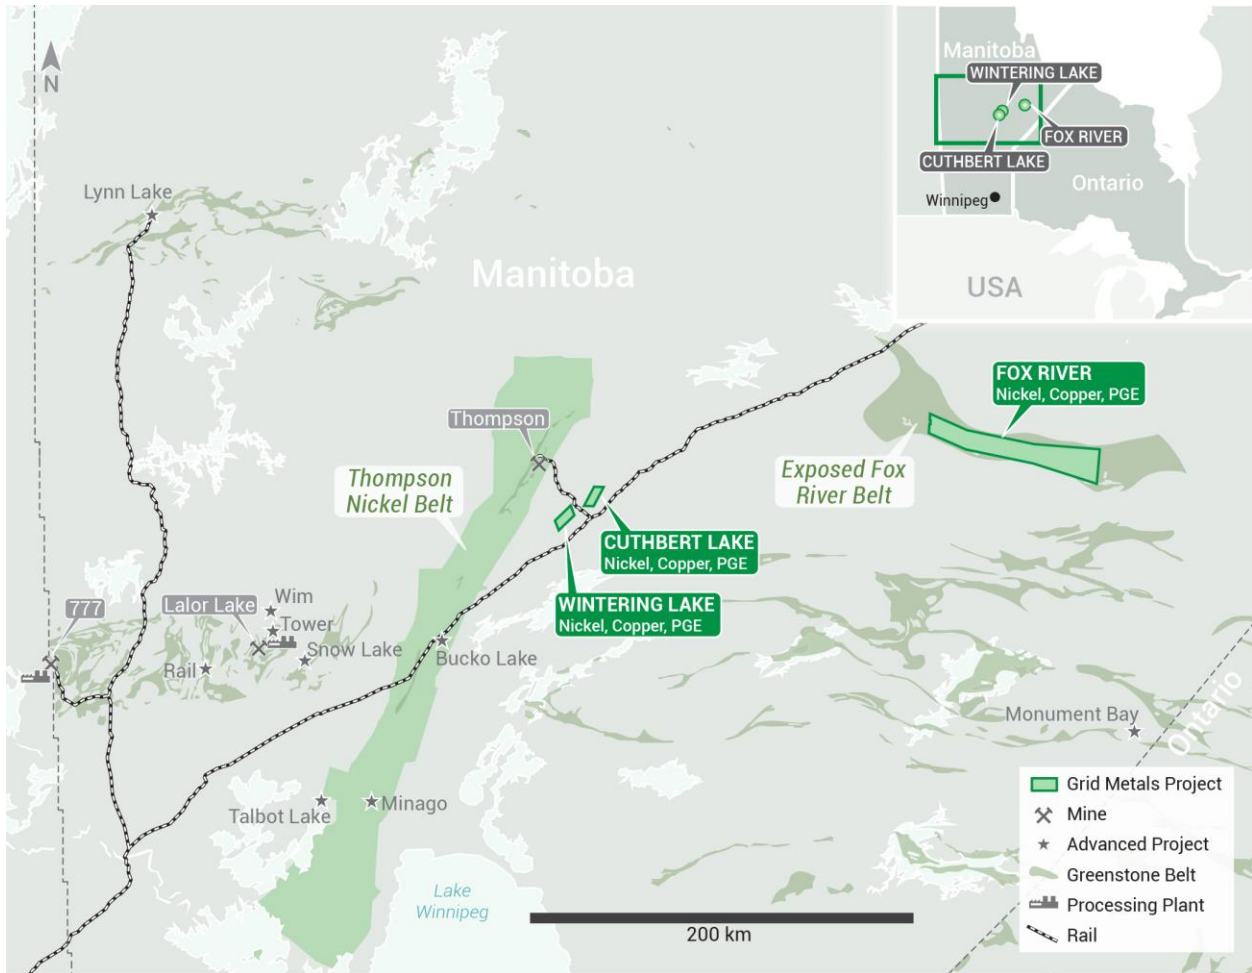 N
Manitoba
WINTERING LAKE
FOX RIVER
CUTHBERT LAKE
Ontario
Winnipeg
USA
Lynn Lake
Manitoba
FOX RIVER
Nickel, Copper, PGE
Thompson
Thompson
Nickel Belt
Exposed Fox
River Belt
CUTHBERT LAKE
Nickel, Copper, PGE
WINTERING LAKE
Nickel, Copper, PGE
777
Lalor Lake
Wim
Tower
Snow Lake
Rail
Bucko Lake
Monument Bay
Ontario
Talbot Lake
Minago
Lake
Winnipeg
200 km
Grid Metals Project
Mine
Advanced Project
Greenstone Belt
Processing Plant
Rail